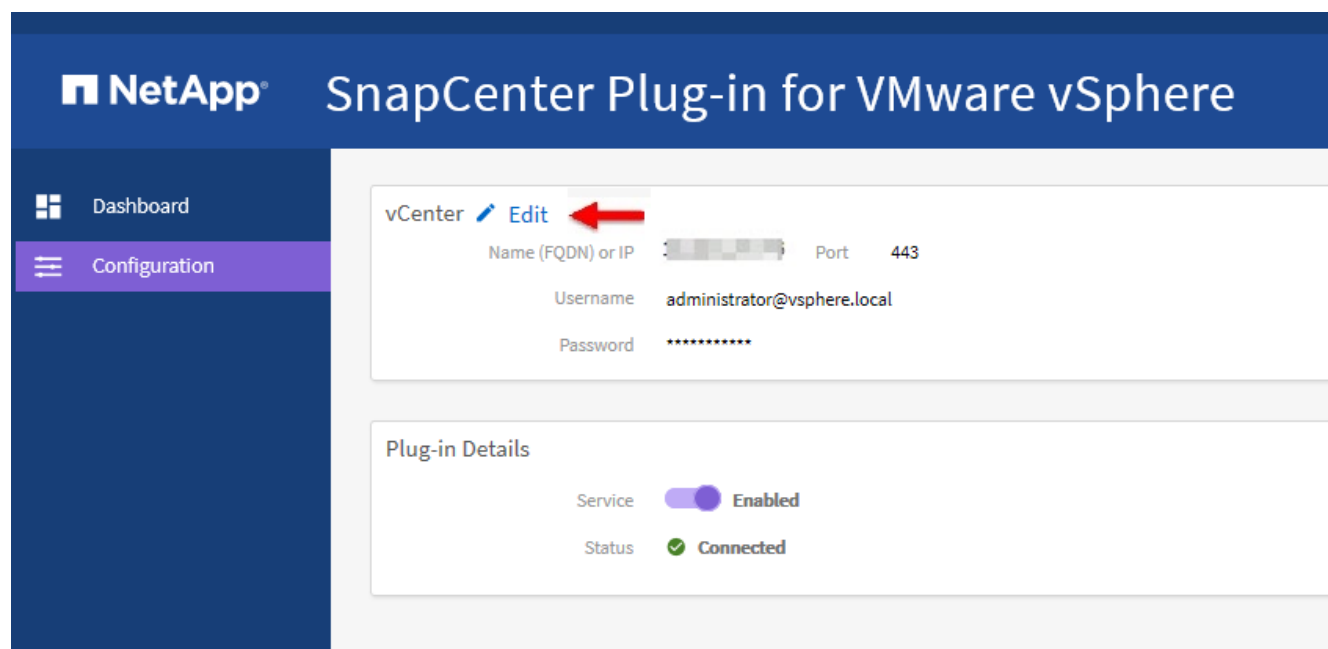 NetApp SnapCenter Plug-in for VMware vSphere
Dashboard
Configuration
vCenter Edit
Name (FQDN) or IP Port 443
Username administrator@vsphere.local
Password ***********
Plug-in Details
Service Enabled
Status Connected